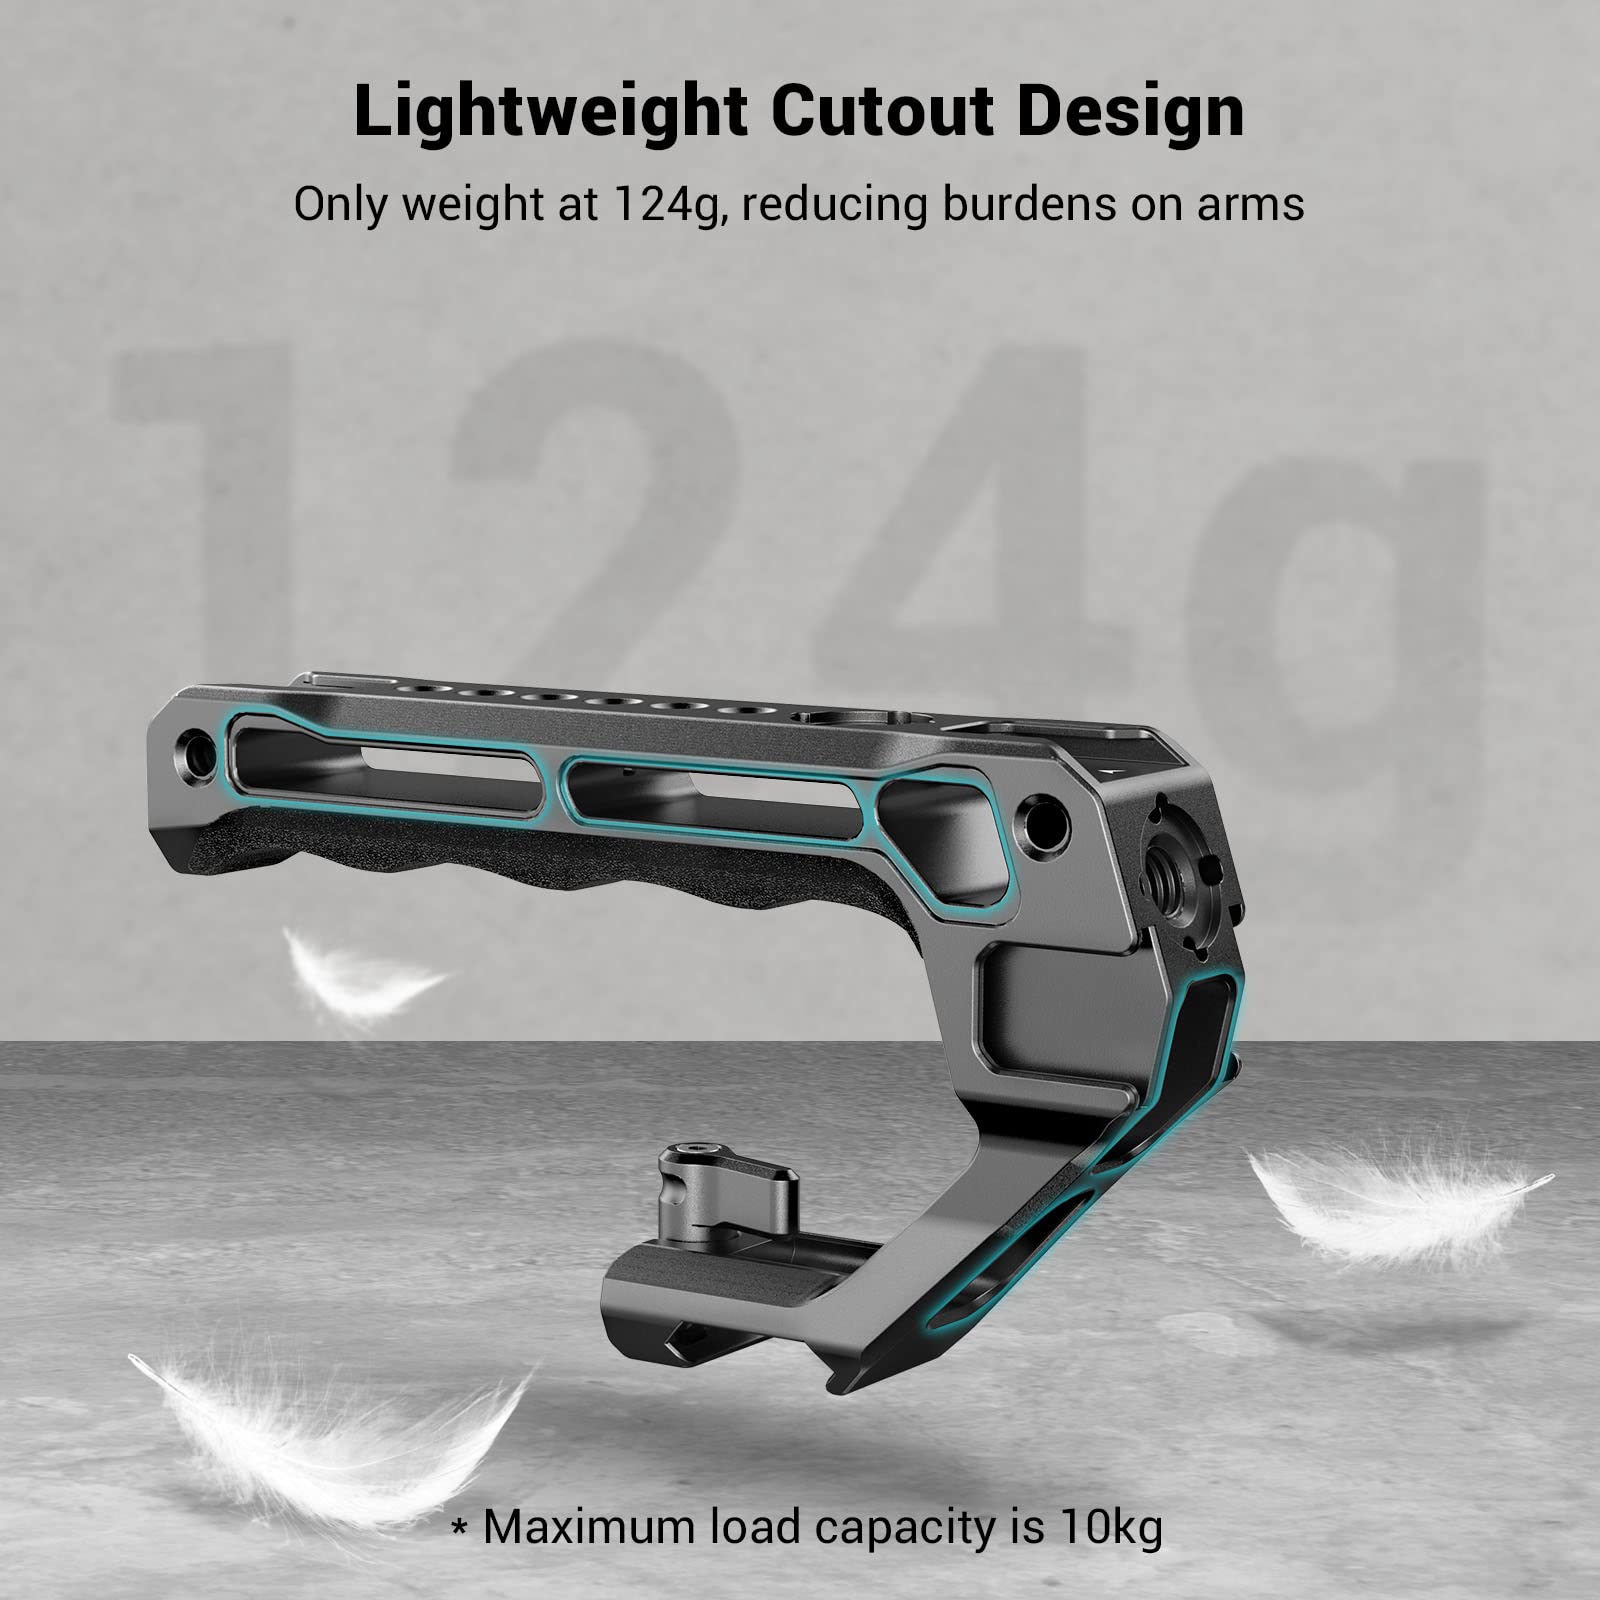 Lightweight Cutout Design
Only weight at 124g, reducing burdens on arms
124g
* Maximum load capacity is 10kg